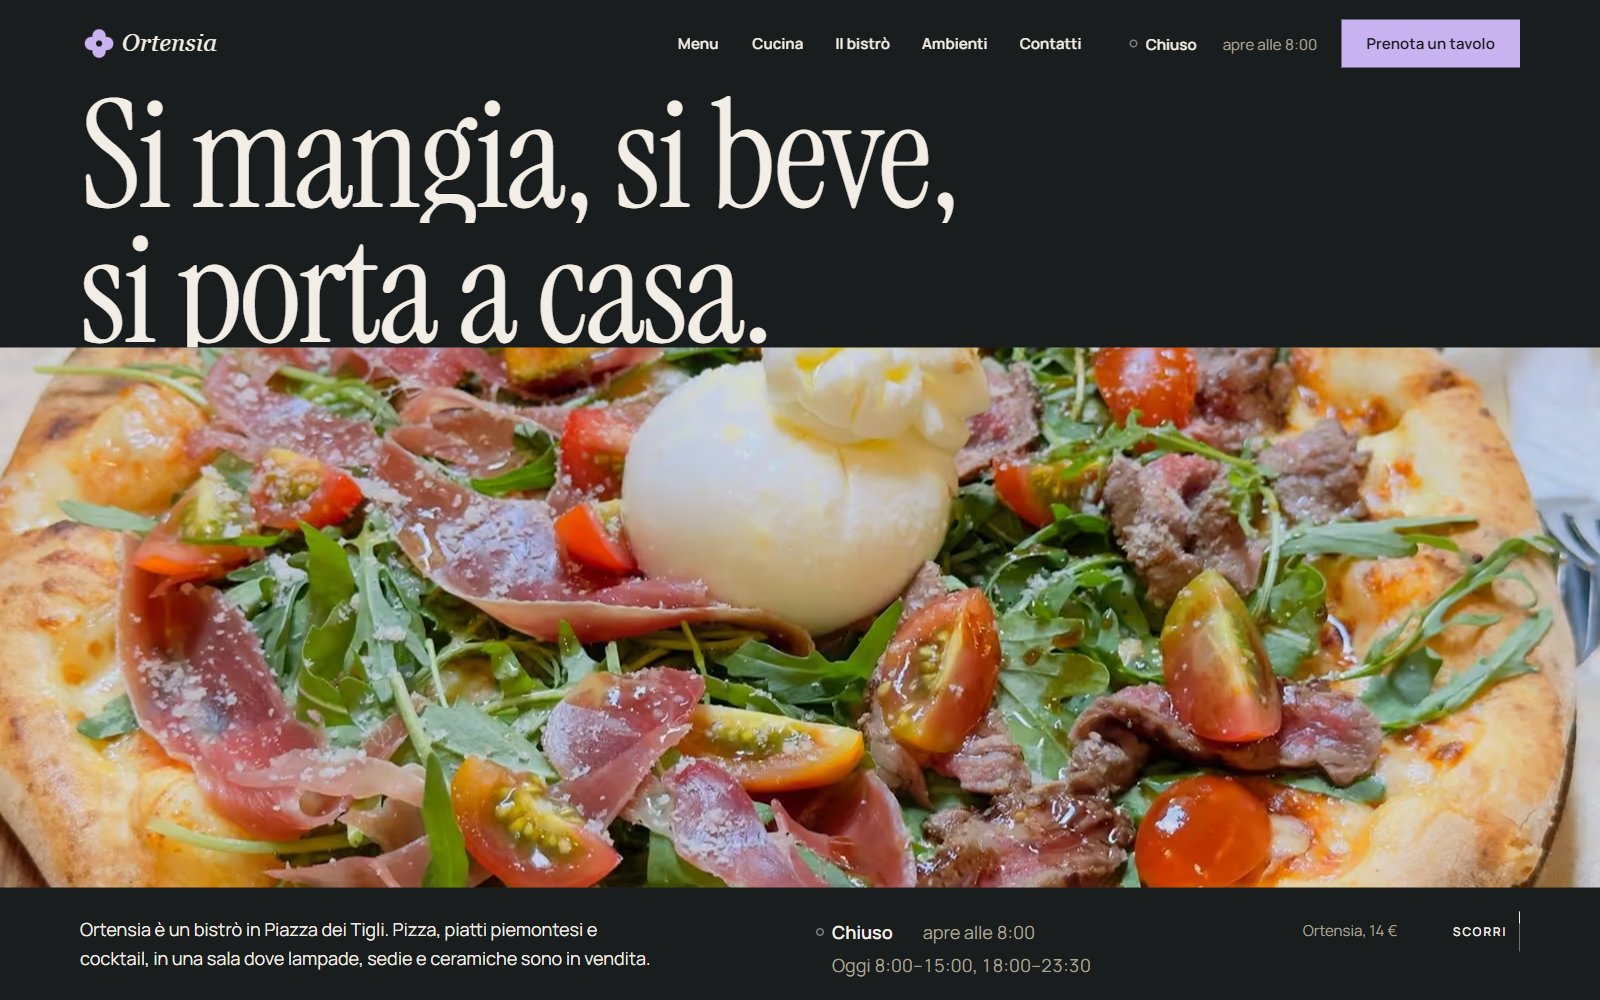 Ortensia
Menu Cucina Il bistrò Ambienti Contatti Chiuso apre alle 8:00 Prenota un tavolo
Si mangia, si beve,
si porta a casa.
Ortensia è un bistrò in Piazza dei Tigli. Pizza, piatti piemontesi e
cocktail, in una sala dove lampade, sedie e ceramiche sono in vendita.
Chiuso apre alle 8:00
Oggi 8:00–15:00, 18:00–23:30
Ortensia, 14 €
SCORRI